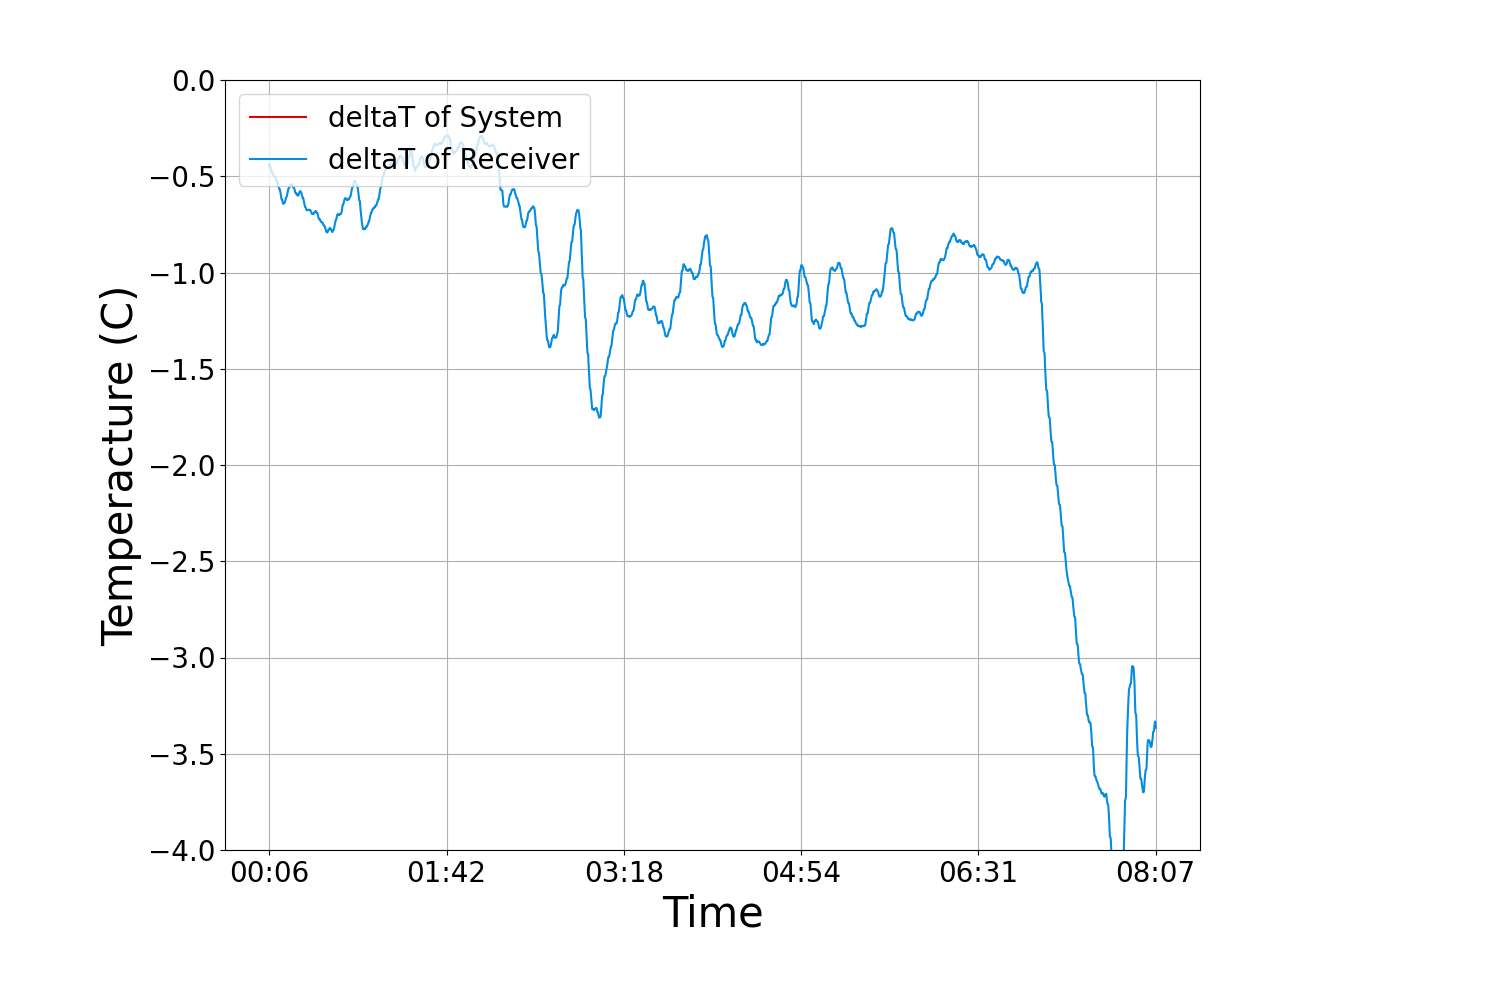 0.0
deltaT of System
deltaT of Receiver
−0.5
−1.0
−1.5
−2.0
−2.5
−3.0
−3.5
−4.0
Temperacture (C)
00:06 01:42 03:18 04:54 06:31 08:07
Time